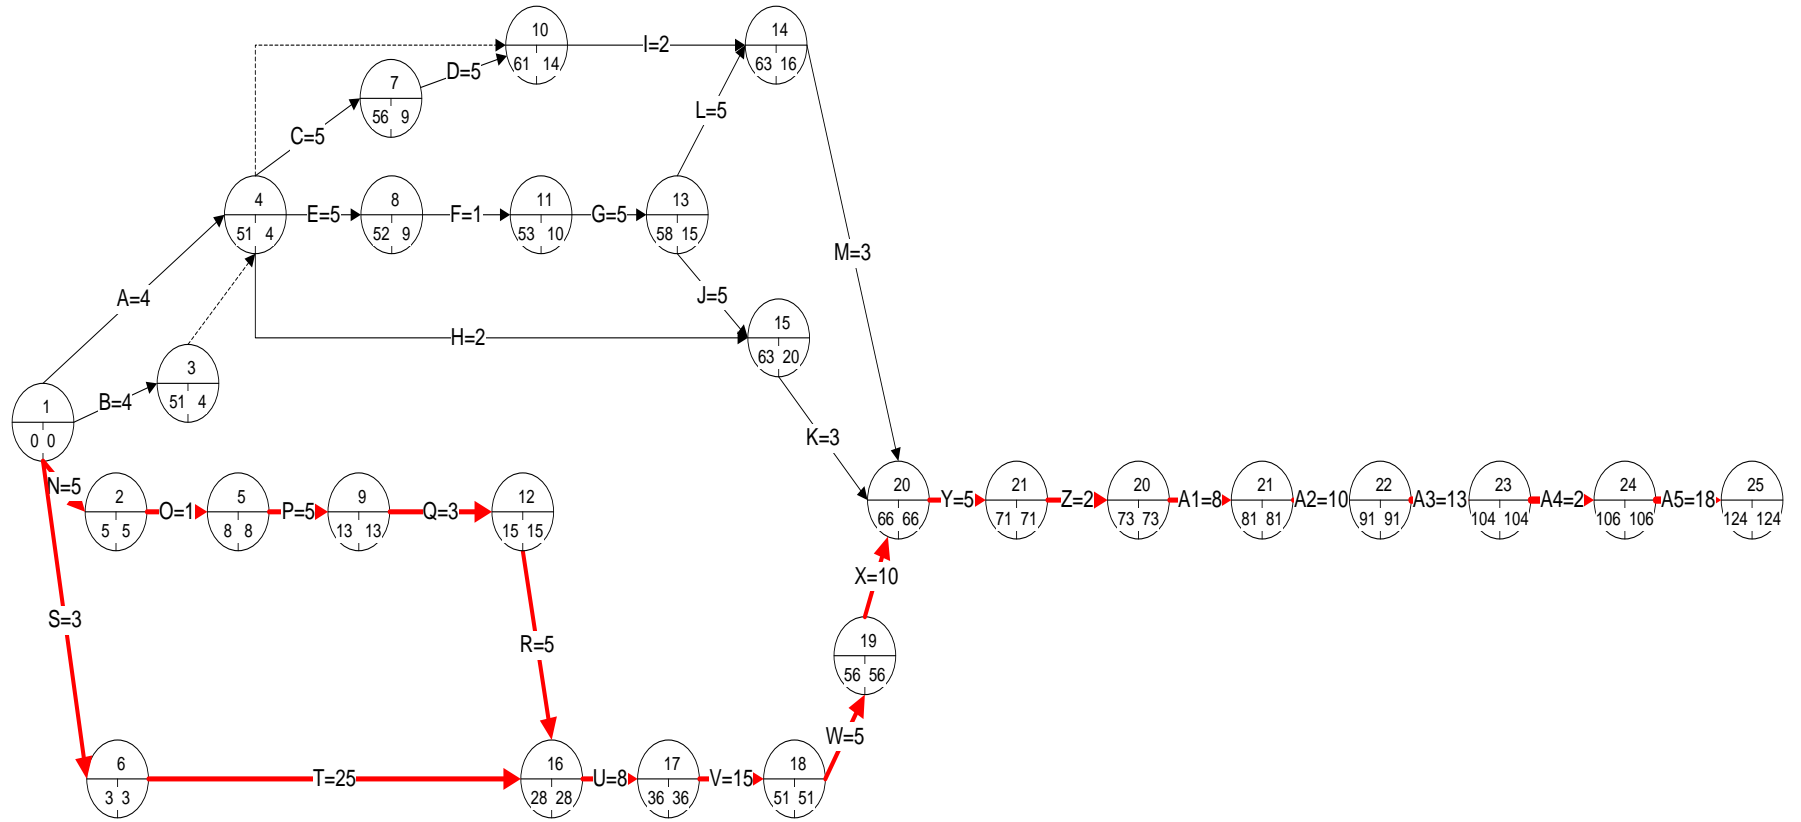 10
61 14
14
63 16
I=2
D=5
7
56 9
C=5
L=5
4
51 4
E=5
8
52 9
F=1
11
53 10
G=5
13
58 15
M=3
A=4
J=5
15
63 20
H=2
3
51 4
B=4
1
0 0
K=3
N=5
2
5 5
O=1
5
8 8
P=5
9
13 13
Q=3
12
15 15
20
66 66
Y=5
21
71 71
Z=2
20
73 73
A1=8
21
81 81
A2=10
22
91 91
A3=13
23
104 104
A4=2
24
106 106
A5=18
25
124 124
X=10
S=3
R=5
19
56 56
W=5
6
3 3
T=25
16
28 28
U=8
17
36 36
V=15
18
51 51